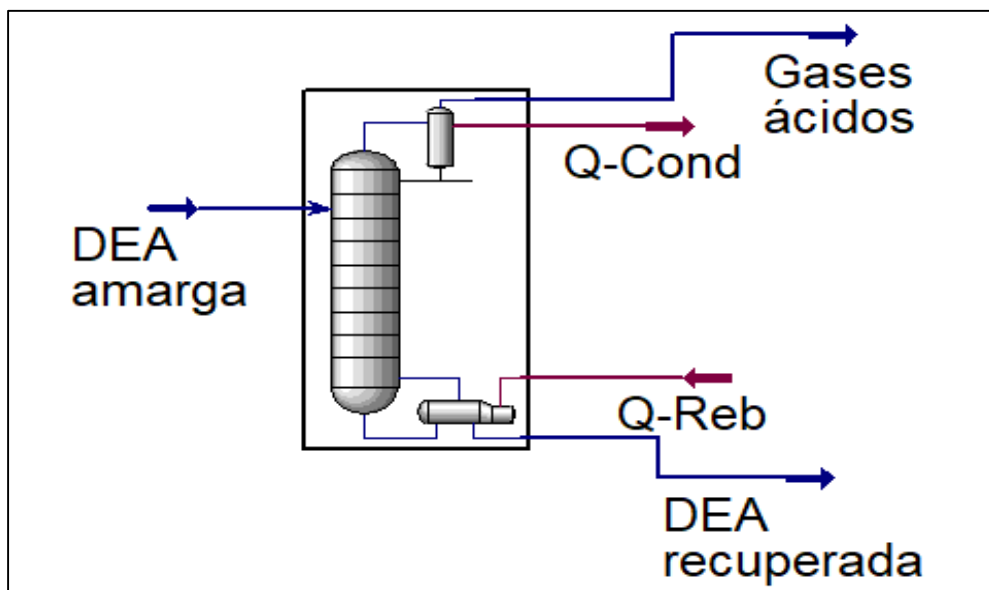 Gases
ácidos
Q-Cond
DEA
amarga
Q-Reb
DEA
recuperada